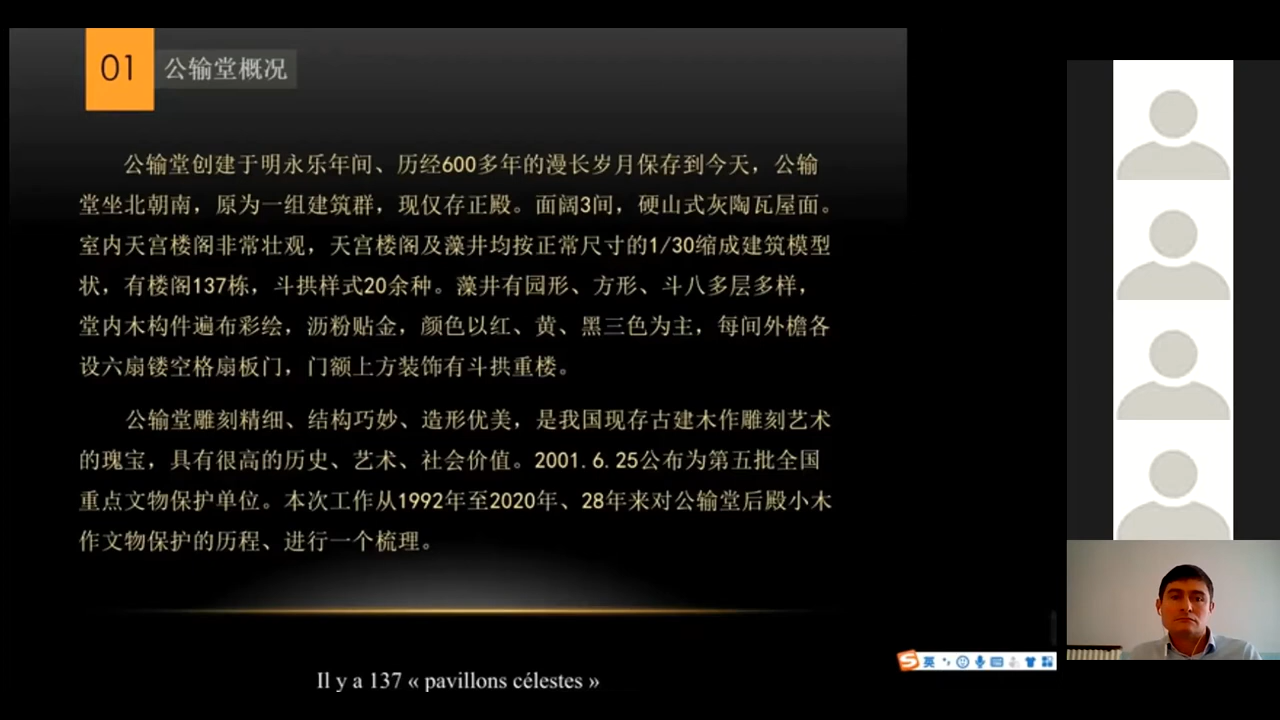 01
公输堂概况
公输堂创建于明永乐年间、历经600多年的漫长岁月保存到今天，公输
堂坐北朝南，原为一组建筑群，现仅存正殿。面阔3间，硬山式灰陶瓦屋面。
室内天宫楼阁非常壮观，天宫楼阁及藻井均按正常尺寸的1/30缩成建筑模型
状，有楼阁137栋，斗拱样式20余种。藻井有园形、方形、斗八多层多样，
堂内木构件遍布彩绘，沥粉贴金，颜色以红、黄、黑三色为主，每间外檐各
设六扇镂空格扇板门，门额上方装饰有斗拱重楼。
公输堂雕刻精细、结构巧妙、造形优美，是我国现存古建木作雕刻艺术
的瑰宝，具有很高的历史、艺术、社会价值。2001.6.25公布为第五批全国
重点文物保护单位。本次工作从1992年至2020年、28年来对公输堂后殿小木
作文物保护的历程、进行一个梳理。
S 英
Il y a 137 « pavillons célestes »